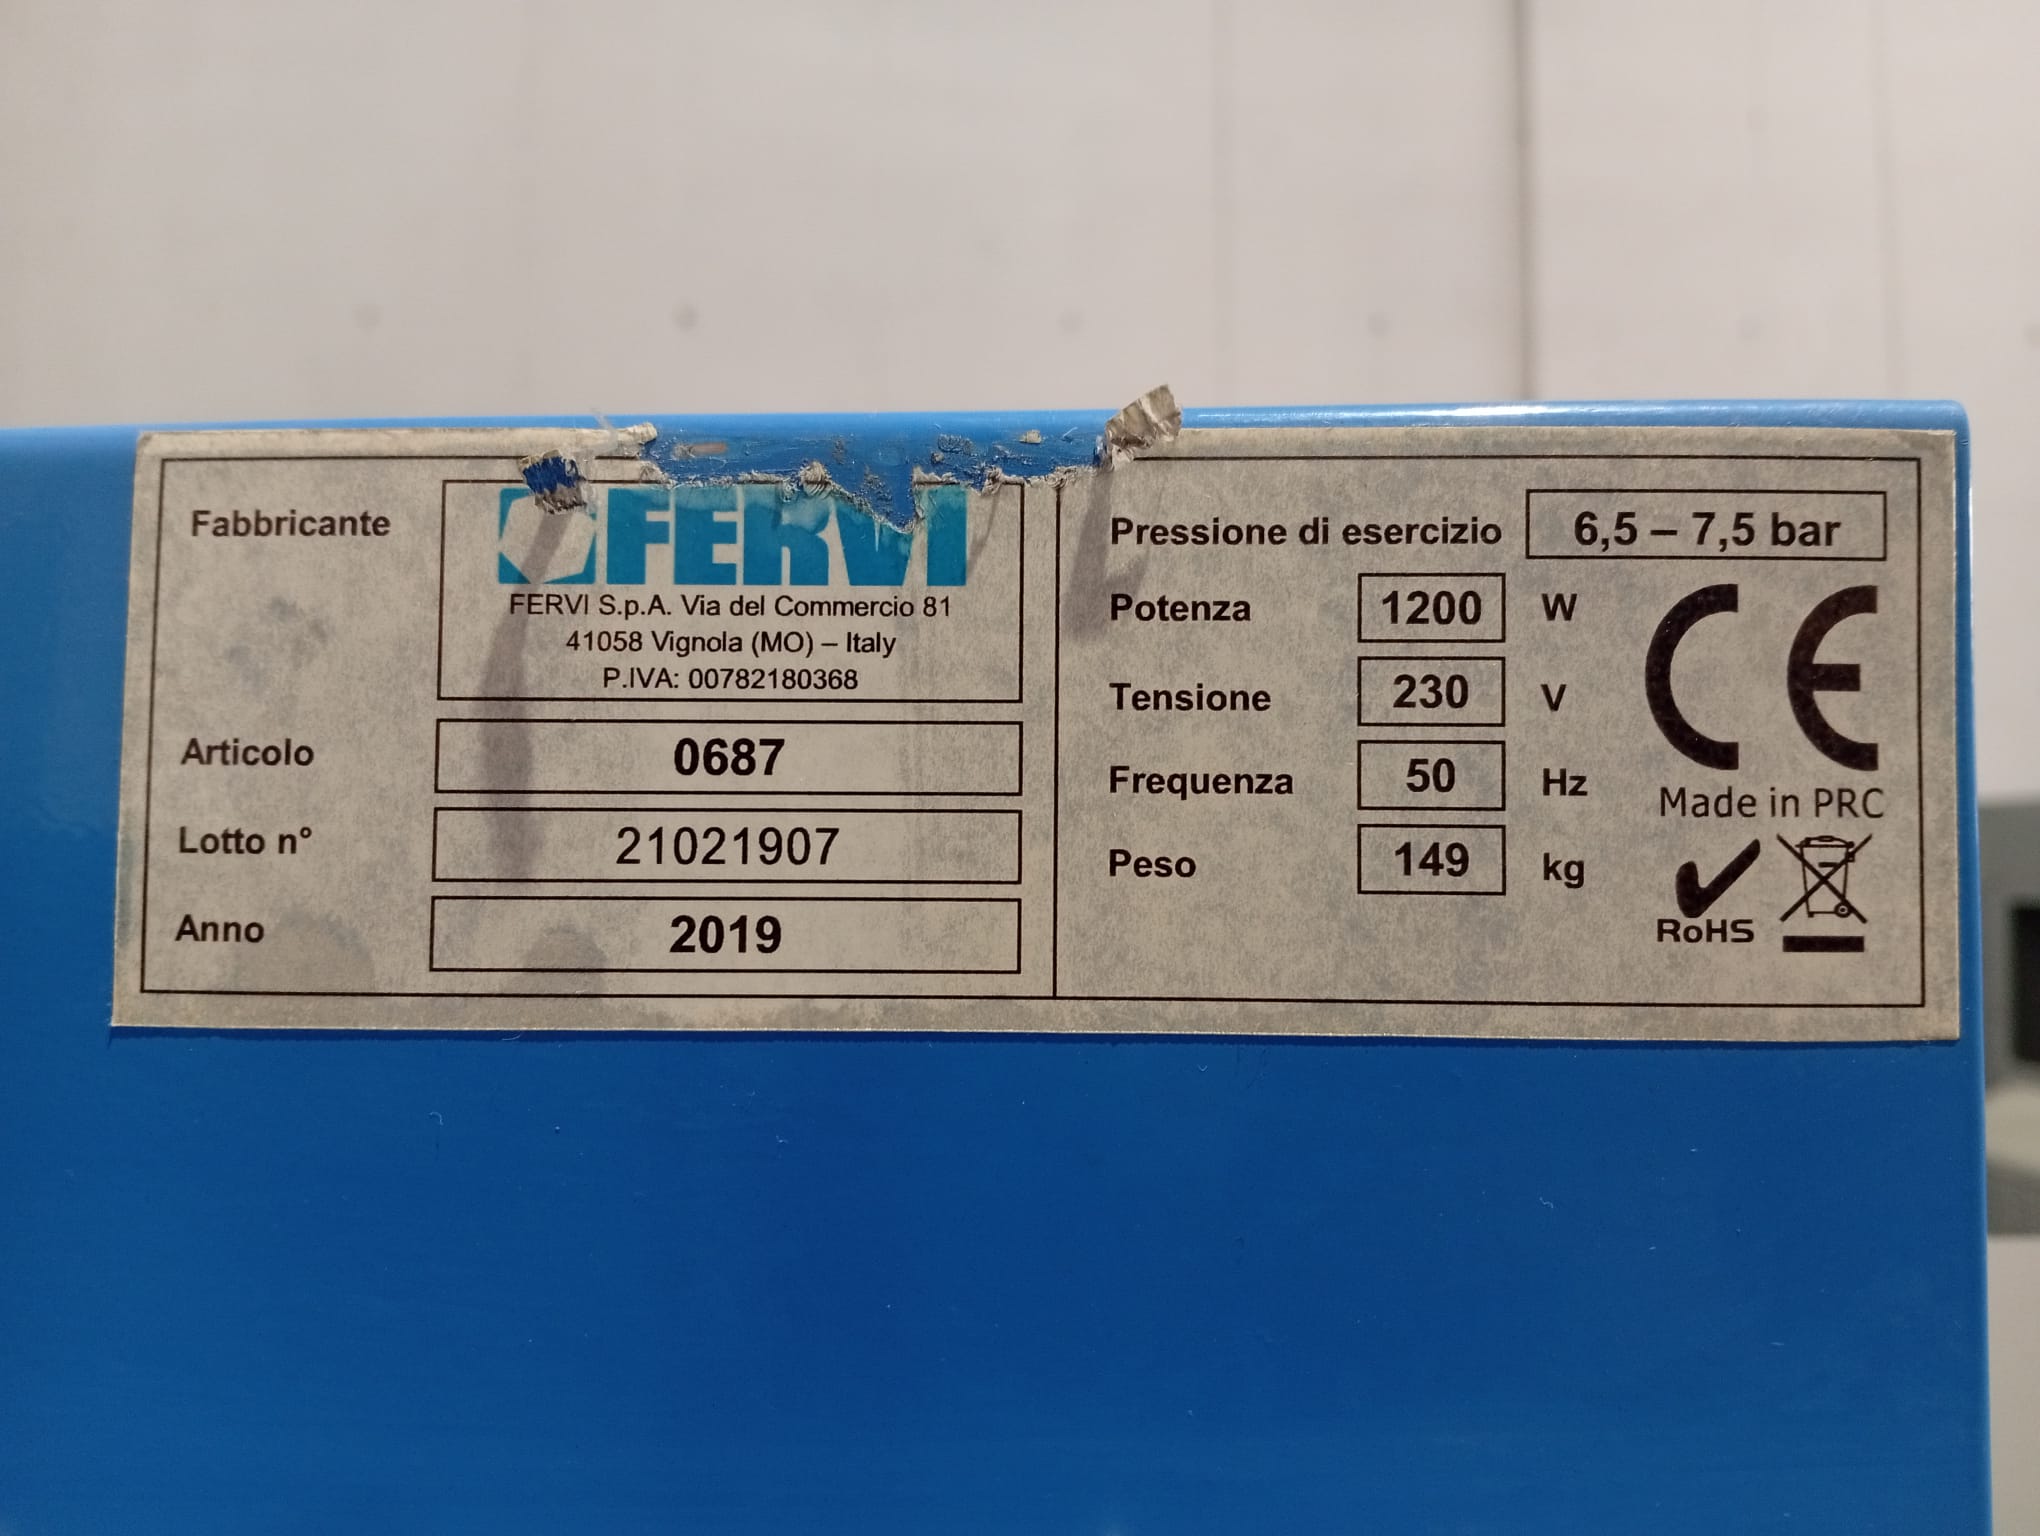 Fabbricante
FERVI
FERVI S.p.A. Via del Commercio 81
41058 Vignola (MO) – Italy
P.IVA: 00782180368
Articolo 0687
Lotto n° 21021907
Anno 2019
Pressione di esercizio 6,5 – 7,5 bar
Potenza 1200 W
Tensione 230 V
Frequenza 50 Hz
Peso 149 kg
CE
Made in PRC
RoHS